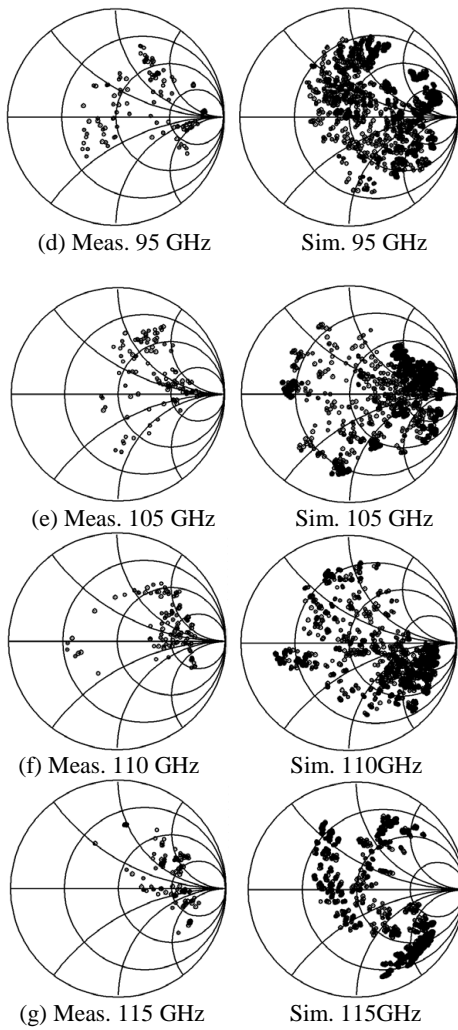 (d) Meas. 95 GHz Sim. 95 GHz
(e) Meas. 105 GHz Sim. 105 GHz
(f) Meas. 110 GHz Sim. 110GHz
(g) Meas. 115 GHz Sim. 115GHz